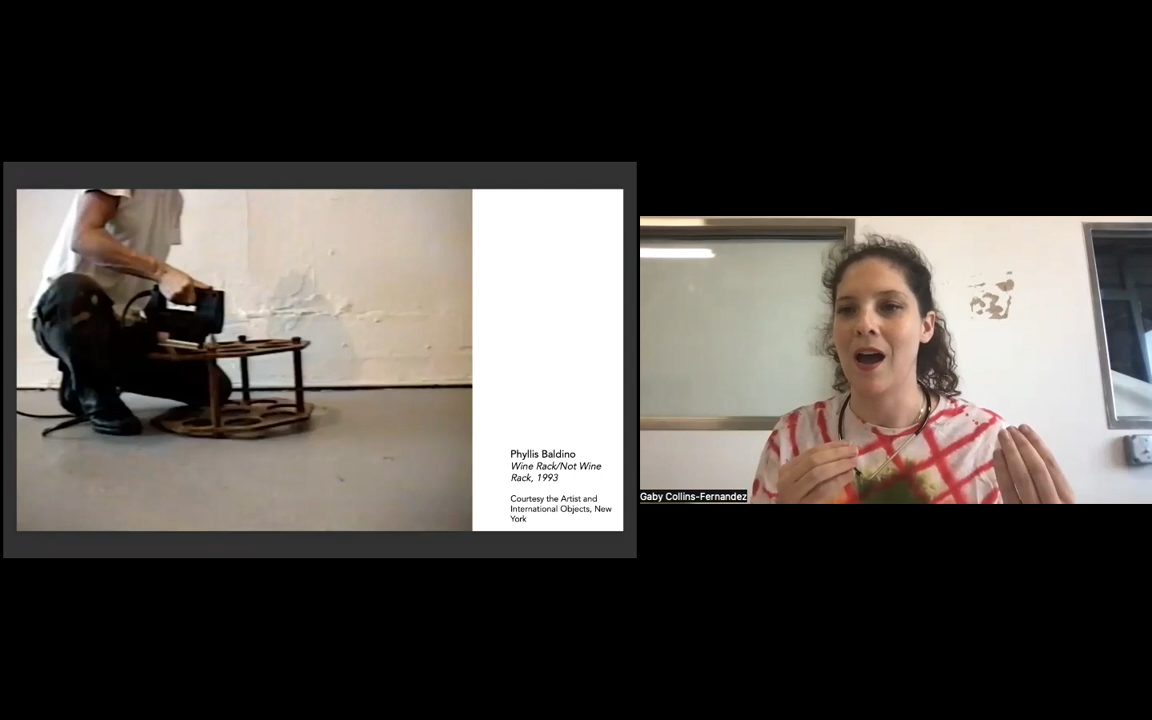 Phyllis Baldino
Wine Rack/Not Wine
Rack, 1993
Courtesy the Artist and
International Objects, New
York
Gaby Collins-Fernandez